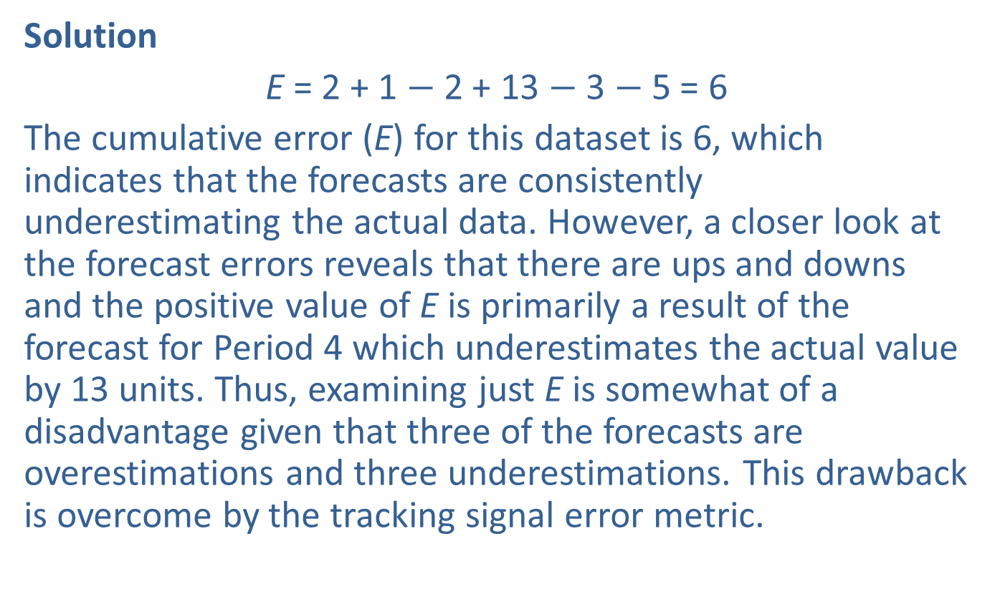 Solution
E = 2 + 1 — 2 + 13 — 3 — 5 = 6
The cumulative error (E) for this dataset is 6, which
indicates that the forecasts are consistently
underestimating the actual data. However, a closer look at
the forecast errors reveals that there are ups and downs
and the positive value of E is primarily a result of the
forecast for Period 4 which underestimates the actual value
by 13 units. Thus, examining just E is somewhat of a
disadvantage given that three of the forecasts are
overestimations and three underestimations. This drawback
is overcome by the tracking signal error metric.